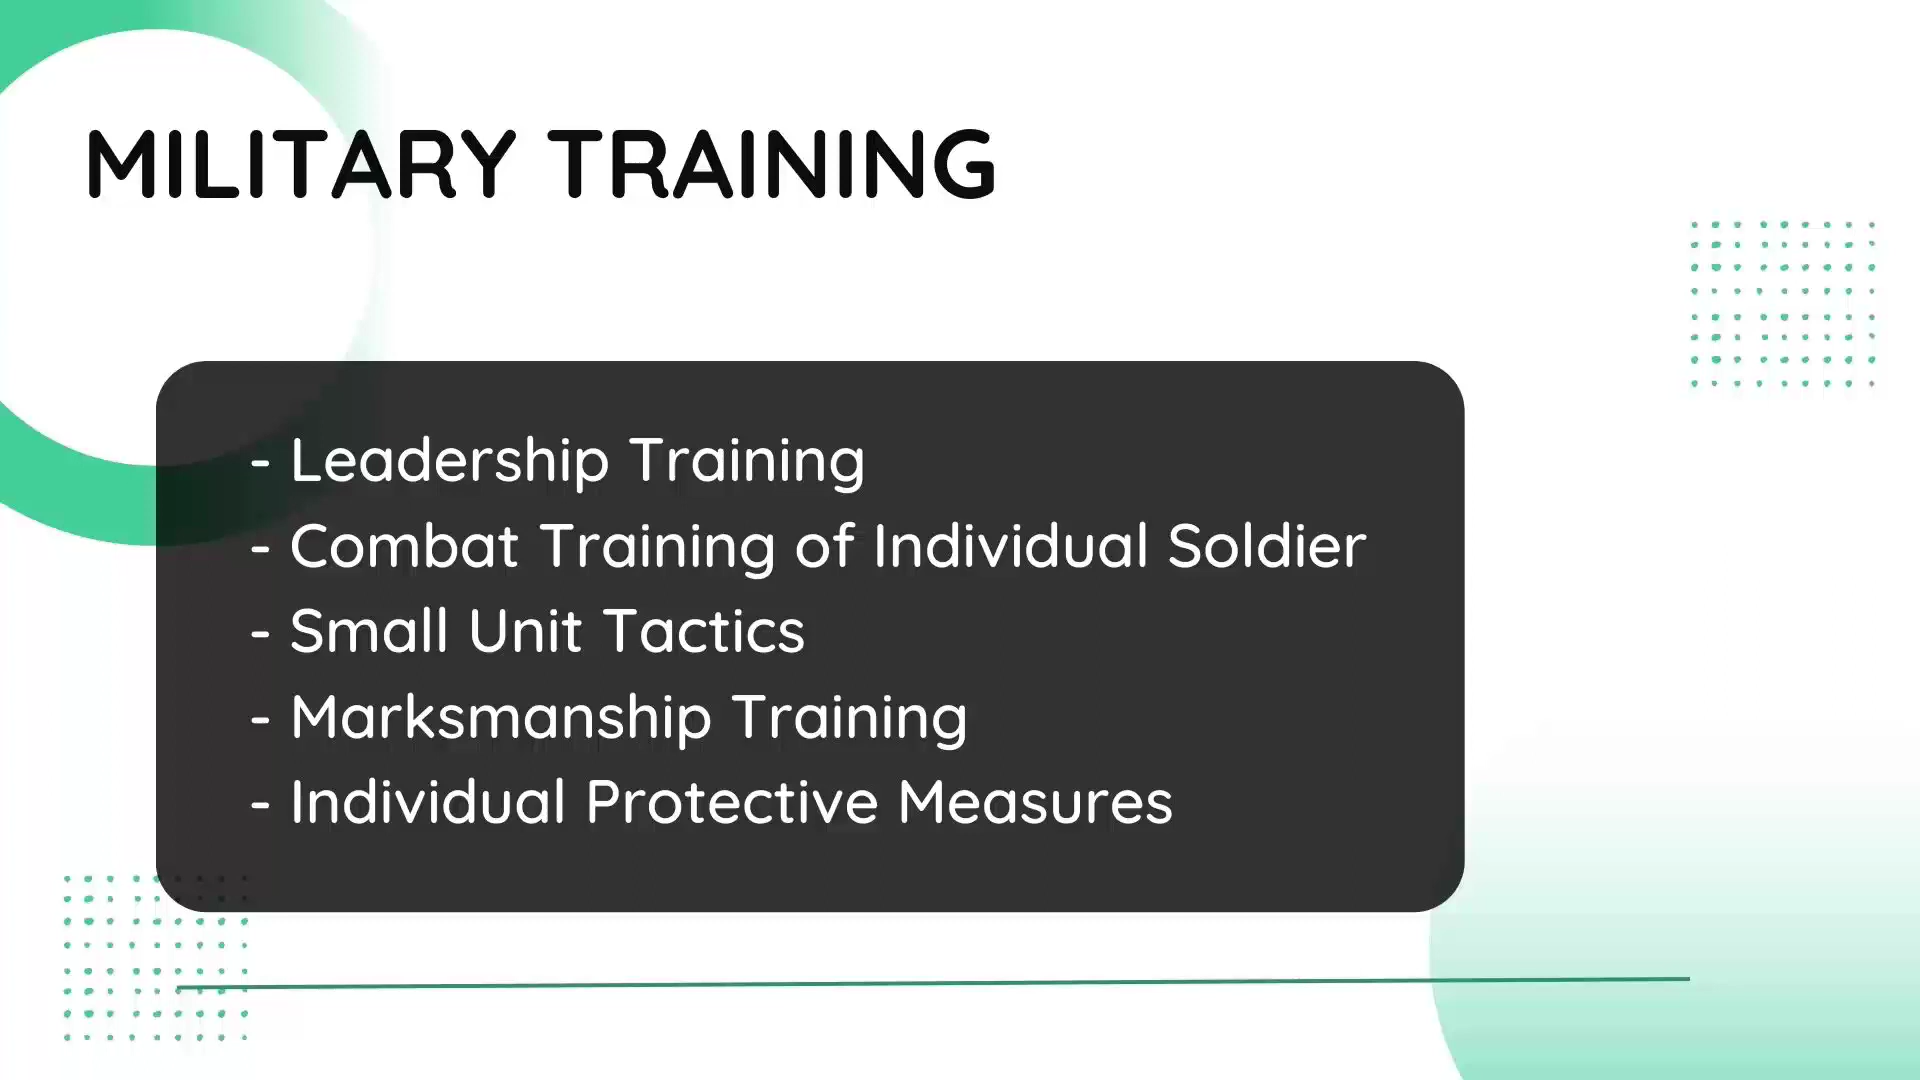 MILITARY TRAINING
- Leadership Training
- Combat Training of Individual Soldier
- Small Unit Tactics
- Marksmanship Training
- Individual Protective Measures